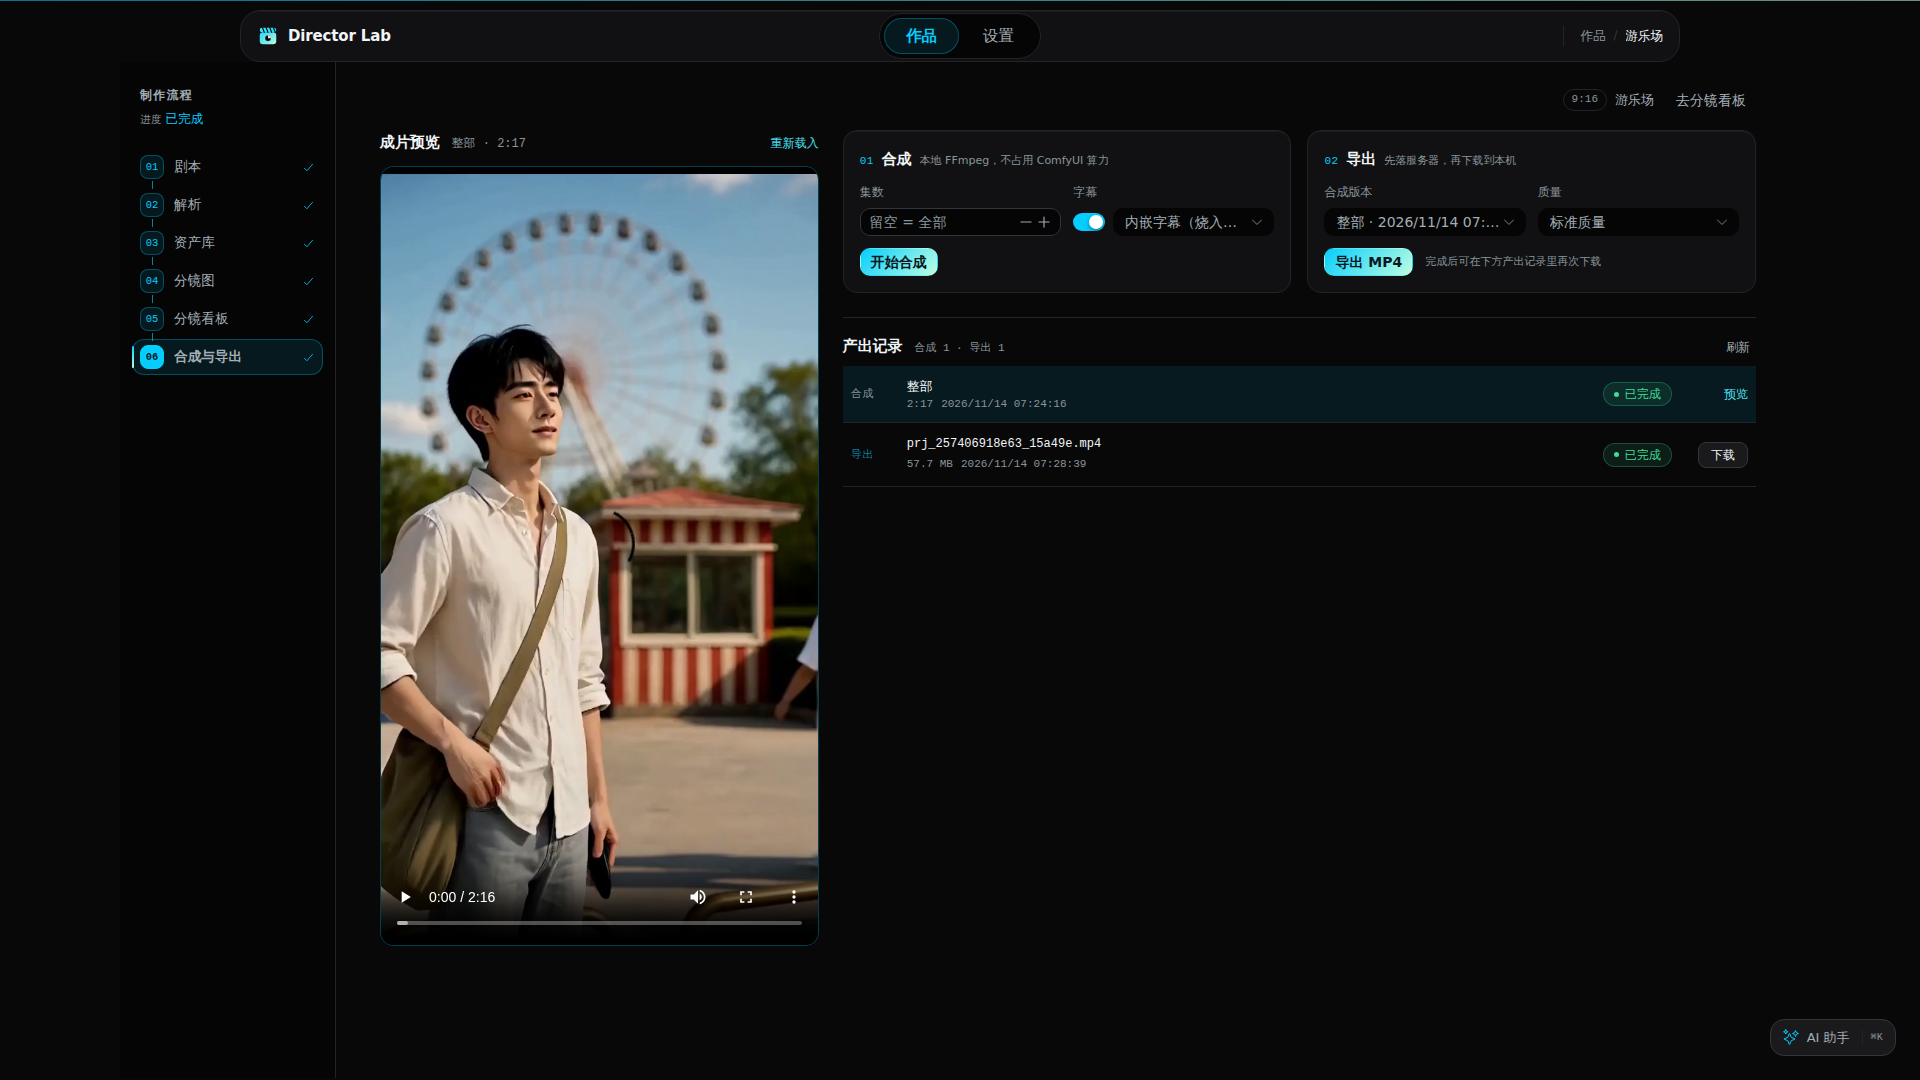 Director Lab
作品
设置
作品 / 游乐场
制作流程
进度 已完成
01 剧本
02 解析
03 资产库
04 分镜图
05 分镜看板
06 合成与导出
9:16 游乐场 去分镜看板
成片预览 整部 · 2:17 重新载入
0:00 / 2:16
01 合成 本地 FFmpeg，不占用 ComfyUI 算力
集数 字幕
留空 = 全部 内嵌字幕（烧入...
开始合成
02 导出 先落服务器，再下载到本机
合成版本 质量
整部 · 2026/11/14 07:... 标准质量
导出 MP4 完成后可在下方产出记录里再次下载
产出记录 合成 1 · 导出 1 刷新
合成 整部 已完成 预览
2:17 2026/11/14 07:24:16
导出 prj_257406918e63_15a49e.mp4 已完成 下载
57.7 MB 2026/11/14 07:28:39
AI 助手 ⌘K